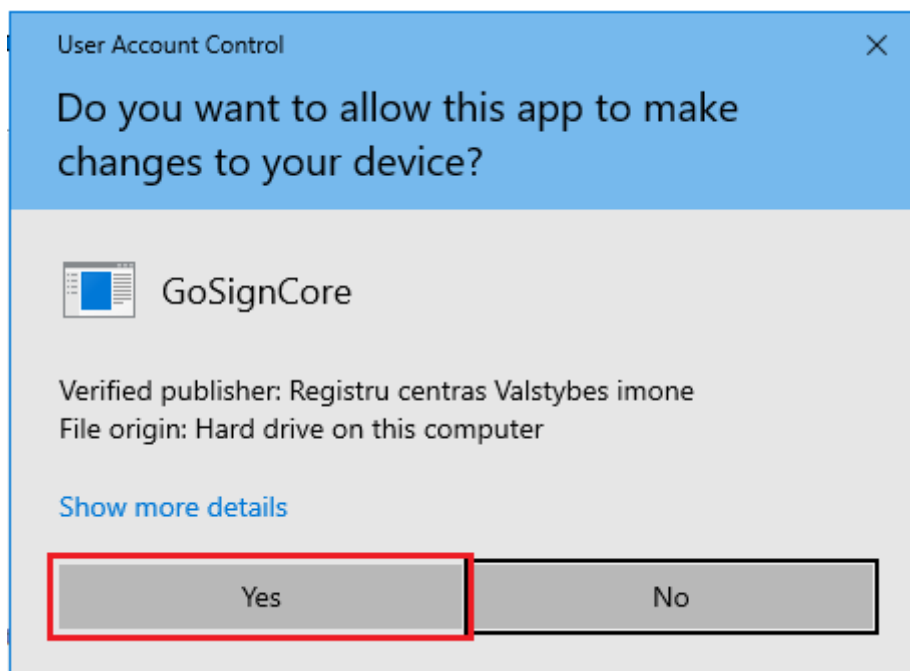 User Account Control
Do you want to allow this app to make
changes to your device?
GoSignCore
Verified publisher: Registru centras Valstybes imone
File origin: Hard drive on this computer
Show more details
Yes
No